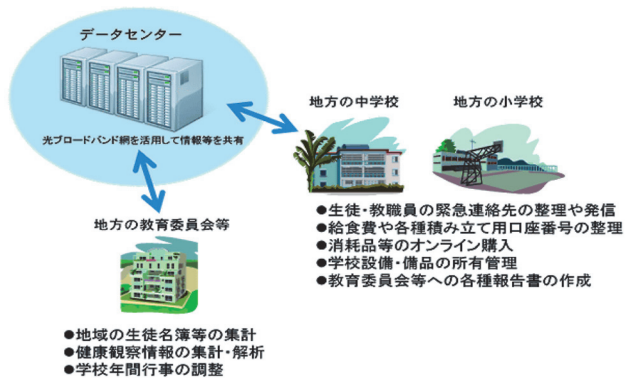 データセンター
光ブロードバンド網を活用して情報等を共有
地方の中学校
地方の小学校
●生徒・教職員の緊急連絡先の整理や発信
●給食費や各種積み立て用口座番号の整理
●消耗品等のオンライン購入
●学校設備・備品の所有管理
●教育委員会等への各種報告書の作成
地方の教育委員会等
●地域の生徒名簿等の集計
●健康観察情報の集計・解析
●学校年間行事の調整